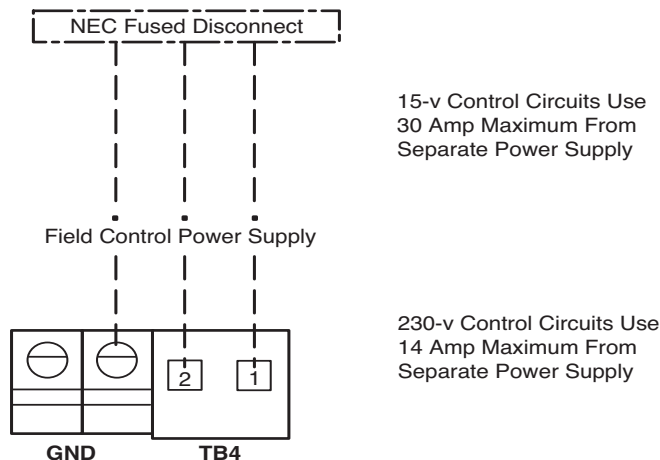 NEC Fused Disconnect
15-v Control Circuits Use
30 Amp Maximum From
Separate Power Supply
Field Control Power Supply
230-v Control Circuits Use
14 Amp Maximum From
Separate Power Supply
2
1
GND
TB4